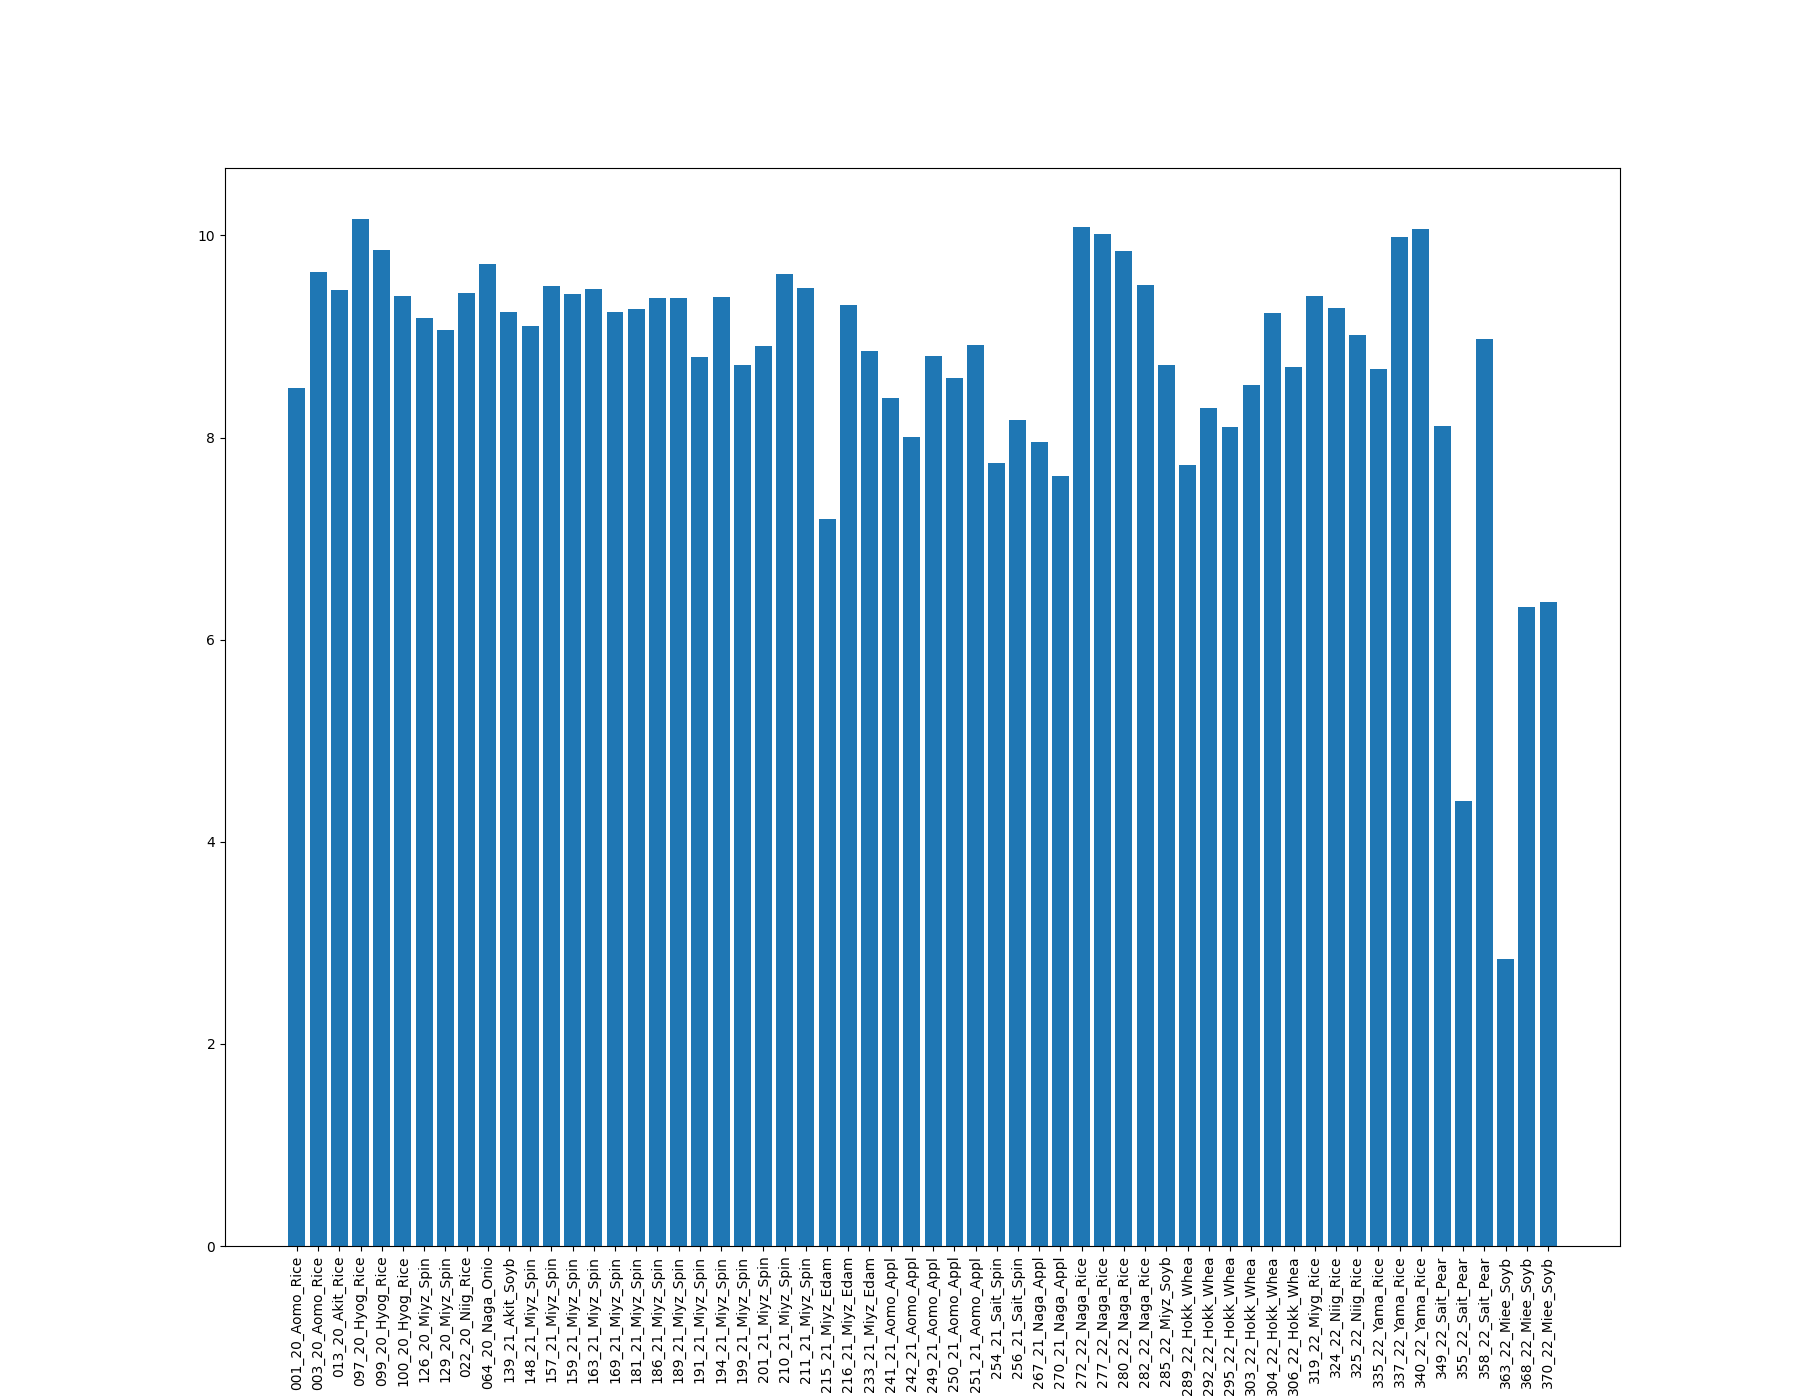 10
8
6
4
2
0
001_20_Aomo_Rice
003_20_Aomo_Rice
013_20_Akit_Rice
097_20_Hyog_Rice
099_20_Hyog_Rice
100_20_Hyog_Rice
126_20_Miyz_Spin
129_20_Miyz_Spin
022_20_Niig_Rice
064_20_Naga_Onio
139_21_Akit_Soyb
148_21_Miyz_Spin
157_21_Miyz_Spin
159_21_Miyz_Spin
163_21_Miyz_Spin
169_21_Miyz_Spin
181_21_Miyz_Spin
186_21_Miyz_Spin
189_21_Miyz_Spin
191_21_Miyz_Spin
194_21_Miyz_Spin
199_21_Miyz_Spin
201_21_Miyz_Spin
210_21_Miyz_Spin
211_21_Miyz_Spin
215_21_Miyz_Edam
216_21_Miyz_Edam
233_21_Miyz_Edam
241_21_Aomo_Appl
242_21_Aomo_Appl
249_21_Aomo_Appl
250_21_Aomo_Appl
251_21_Aomo_Appl
254_21_Sait_Spin
256_21_Sait_Spin
267_21_Naga_Appl
270_21_Naga_Appl
272_22_Naga_Rice
277_22_Naga_Rice
280_22_Naga_Rice
282_22_Naga_Rice
285_22_Miyz_Soyb
289_22_Hokk_Whea
292_22_Hokk_Whea
295_22_Hokk_Whea
303_22_Hokk_Whea
304_22_Hokk_Whea
306_22_Hokk_Whea
319_22_Miyg_Rice
324_22_Niig_Rice
325_22_Niig_Rice
335_22_Yama_Rice
337_22_Yama_Rice
340_22_Yama_Rice
349_22_Sait_Pear
355_22_Sait_Pear
358_22_Sait_Pear
363_22_Miee_Soyb
368_22_Miee_Soyb
370_22_Miee_Soyb